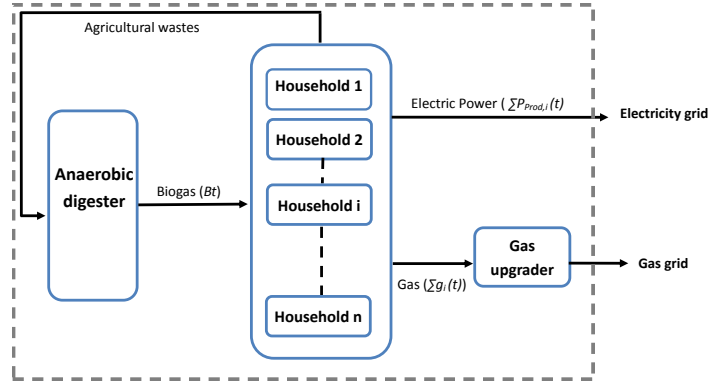 Agricultural wastes
Household 1
Electric Power ( ∑P_Prod,i(t)
Electricity grid
Household 2
Anaerobic
digester
Biogas (Bt)
Household i
Gas
upgrader
Gas grid
Gas (∑g_i(t))
Household n